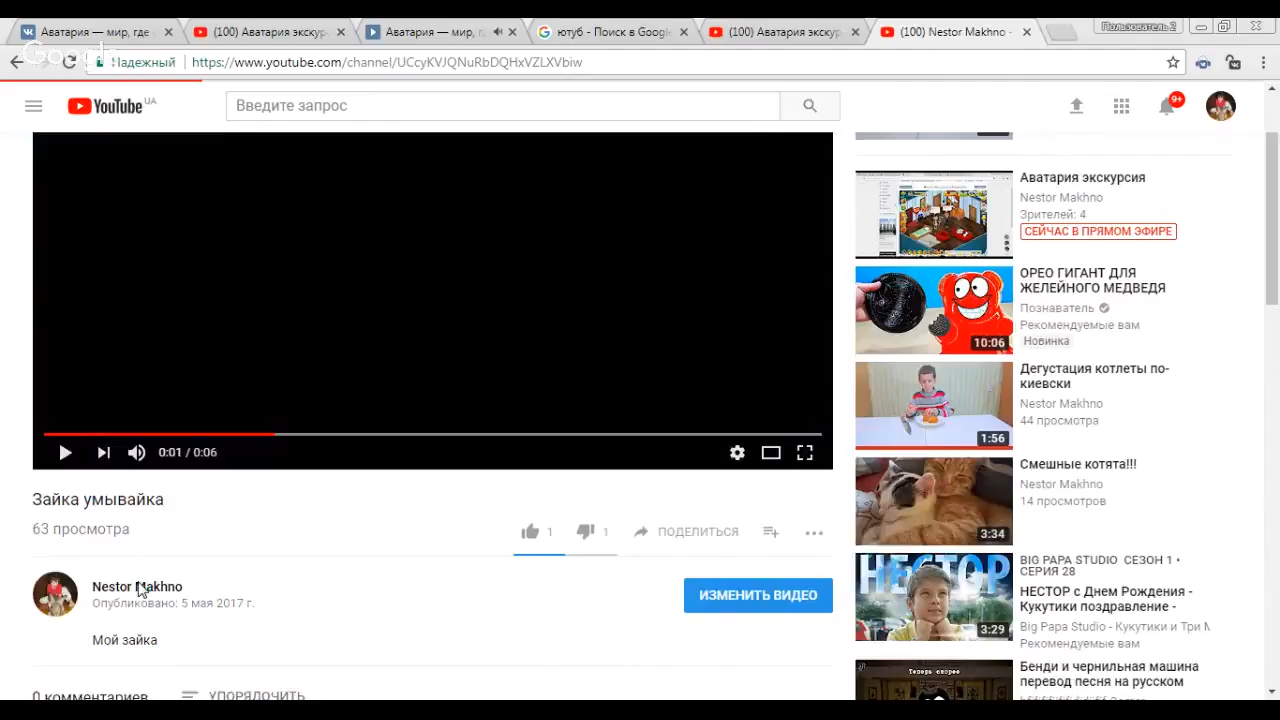 Аватария — мир, где
(100) Аватария экскур
Аватария — мир, г
ютуб - Поиск в Googl
(100) Аватария экскур
(100) Nestor Makhno -
Пользователь 2
Google
Надежный
https://www.youtube.com/channel/UCcyKVJQNuRbDQHxVZLXVbiw
YouTube UA
Введите запрос
9+
0:01 / 0:06
Зайка умывайка
63 просмотра
1
1
ПОДЕЛИТЬСЯ
Nestor Makhno
Опубликовано: 5 мая 2017 г.
ИЗМЕНИТЬ ВИДЕО
Мой зайка
0 комментариев
УПОРЯДОЧИТЬ
Аватария экскурсия
Nestor Makhno
Зрителей: 4
СЕЙЧАС В ПРЯМОМ ЭФИРЕ
10:06
ОРЕО ГИГАНТ ДЛЯ
ЖЕЛЕЙНОГО МЕДВЕДЯ
Познаватель
Рекомендуемые вам
Новинка
1:56
Дегустация котлеты по-
киевски
Nestor Makhno
44 просмотра
3:34
Смешные котята!!!
Nestor Makhno
14 просмотров
НЕСТОР
3:29
BIG PAPA STUDIO СЕЗОН 1 •
СЕРИЯ 28
НЕСТОР с Днем Рождения -
Кукутики поздравление -
Big Papa Studio - Кукутики и Три М
Рекомендуемые вам
Теперь скорее
Бенди и чернильная машина
перевод песня на русском